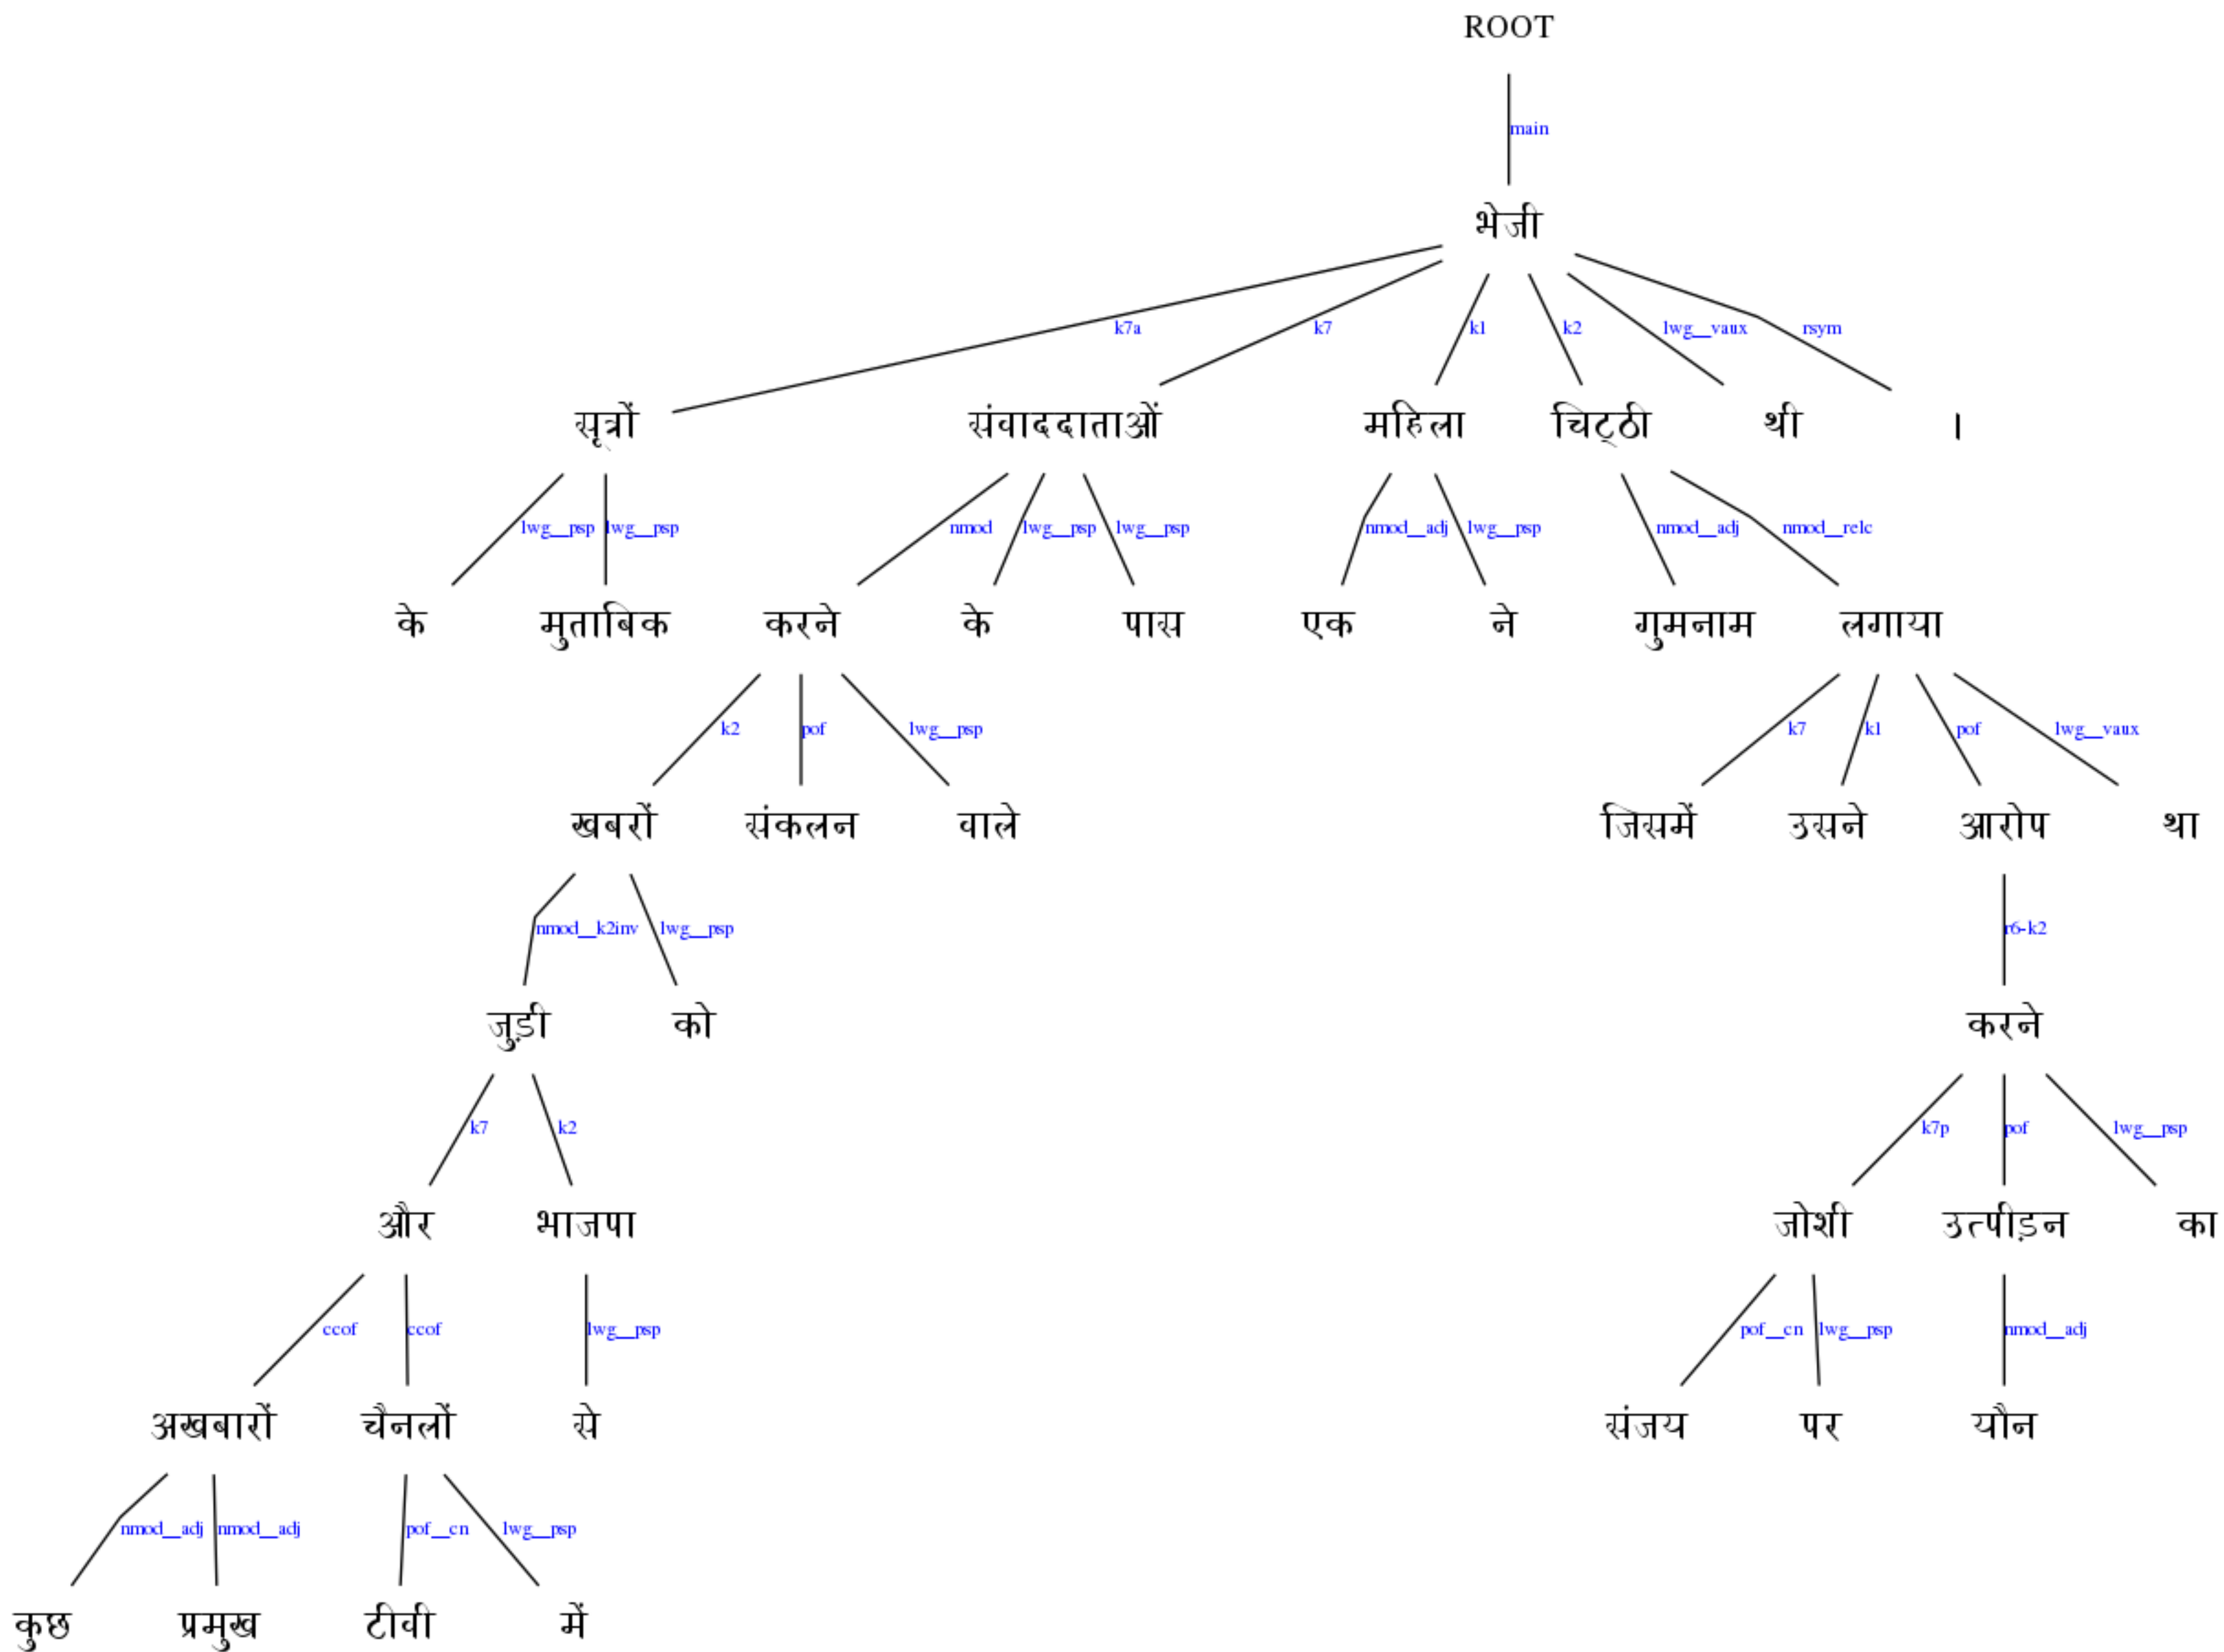 ROOT
main
भेजी
k7a k7 k1 k2 lwg__vaux rsym
सूत्रों संवाददाताओं महिला चिट्ठी थी ।
lwg__psp lwg__psp nmod lwg__psp lwg__psp nmod__adj lwg__psp nmod__adj nmod__relc
के मुताबिक करने के पास एक ने गुमनाम लगाया
k2 pof lwg__psp k7 k1 pof lwg__vaux
खबरों संकलन वाले जिसमें उसने आरोप था
nmod__k2inv lwg__psp r6-k2
जुड़ी को करने
k7 k2 k7p pof lwg__psp
और भाजपा जोशी उत्पीड़न का
ccof ccof lwg__psp pof__cn lwg__psp nmod__adj
अखबारों चैनलों से संजय पर यौन
nmod__adj nmod__adj pof__cn lwg__psp
कुछ प्रमुख टीवी में